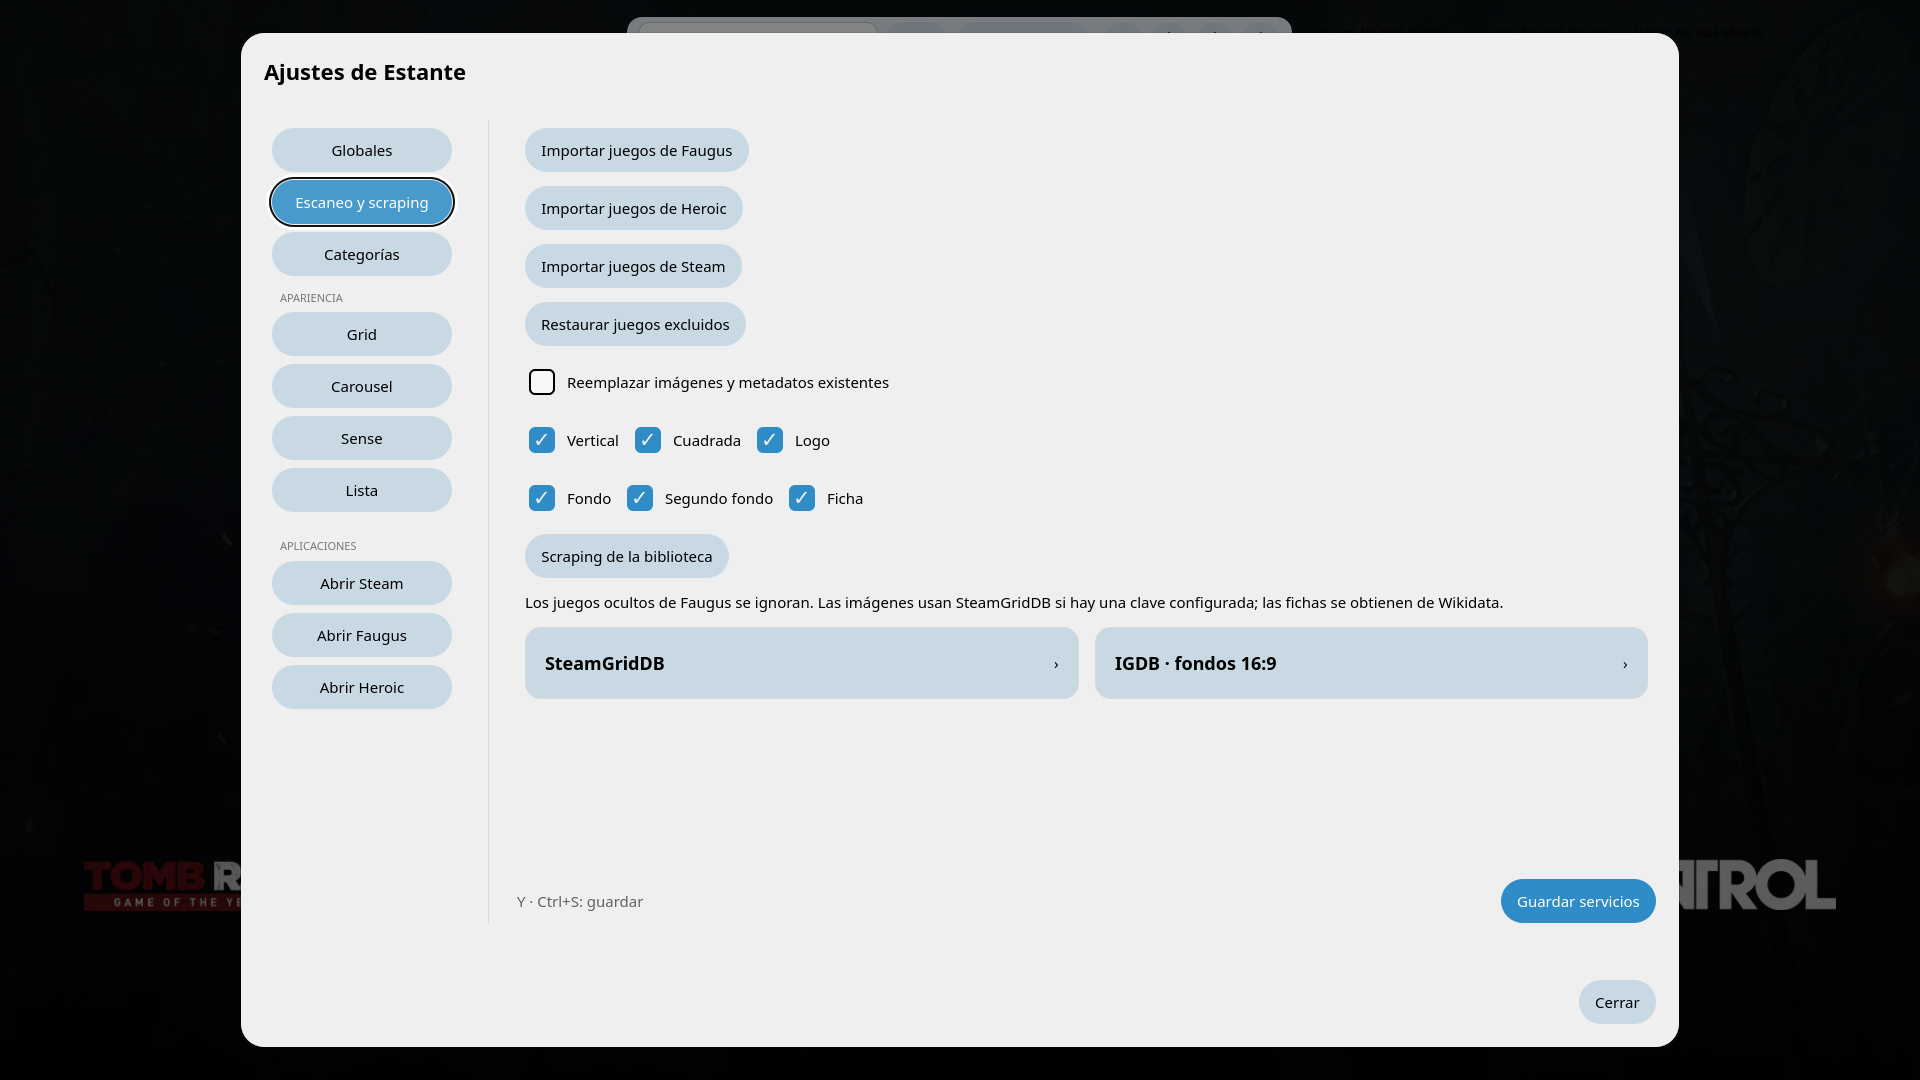 Ajustes de Estante
Globales
Escaneo y scraping
Categorías
APARIENCIA
Grid
Carousel
Sense
Lista
APLICACIONES
Abrir Steam
Abrir Faugus
Abrir Heroic
Importar juegos de Faugus
Importar juegos de Heroic
Importar juegos de Steam
Restaurar juegos excluidos
Reemplazar imágenes y metadatos existentes
✓ Vertical ✓ Cuadrada ✓ Logo
✓ Fondo ✓ Segundo fondo ✓ Ficha
Scraping de la biblioteca
Los juegos ocultos de Faugus se ignoran. Las imágenes usan SteamGridDB si hay una clave configurada; las fichas se obtienen de Wikidata.
SteamGridDB ›
IGDB · fondos 16:9 ›
Y · Ctrl+S: guardar
Guardar servicios
Cerrar
TOMB R
GAME OF THE YE
TROL